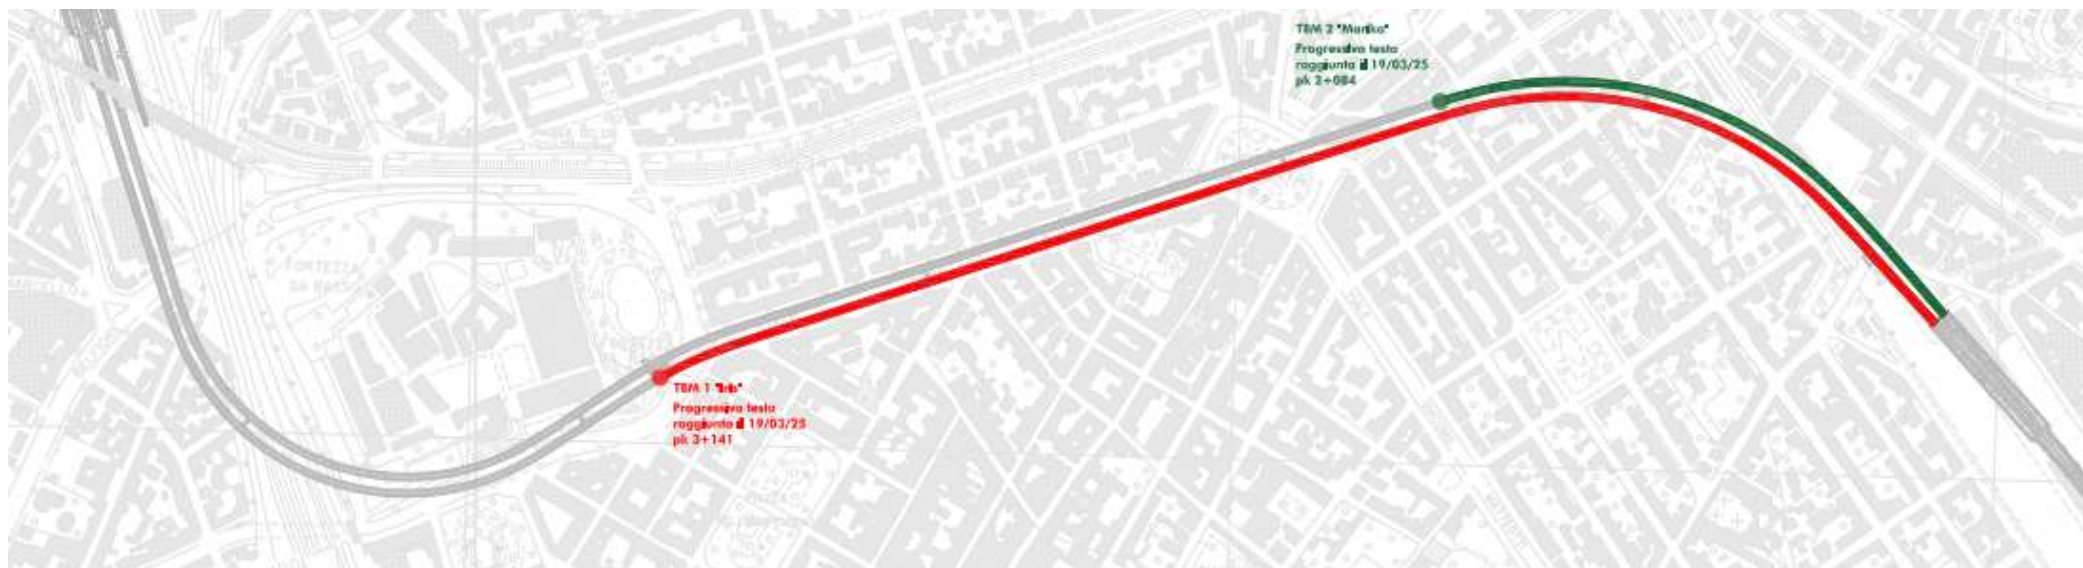 TBM 2 "Marika"
Progressiva testa
raggiunta il 19/03/25
pk 2+084
FORTEZZA
DA BASSO
TBM 1 "Iris"
Progressiva testa
raggiunta il 19/03/25
pk 3+141